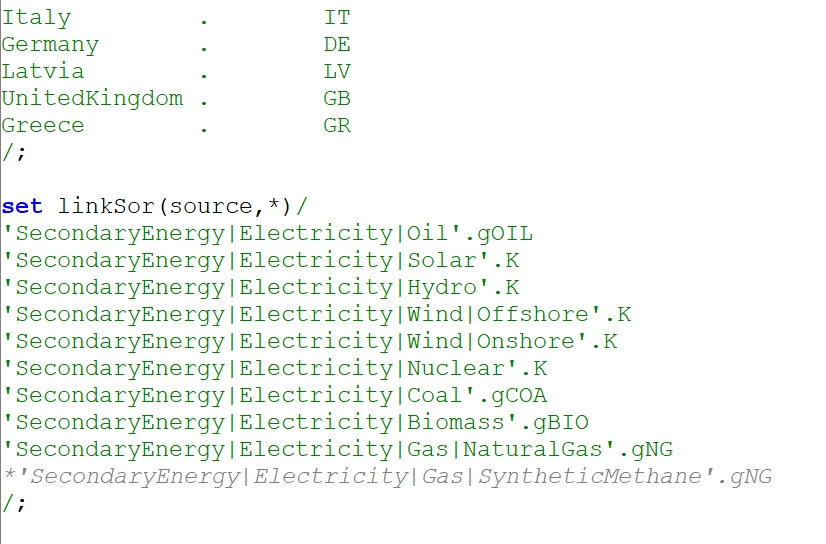 Italy . IT
Germany . DE
Latvia . LV
UnitedKingdom . GB
Greece . GR
/;
set linkSor(source,*)/
'SecondaryEnergy|Electricity|Oil'.gOIL
'SecondaryEnergy|Electricity|Solar'.K
'SecondaryEnergy|Electricity|Hydro'.K
'SecondaryEnergy|Electricity|Wind|Offshore'.K
'SecondaryEnergy|Electricity|Wind|Onshore'.K
'SecondaryEnergy|Electricity|Nuclear'.K
'SecondaryEnergy|Electricity|Coal'.gCOA
'SecondaryEnergy|Electricity|Biomass'.gBIO
'SecondaryEnergy|Electricity|Gas|NaturalGas'.gNG
*'SecondaryEnergy|Electricity|Gas|SyntheticMethane'.gNG
/;